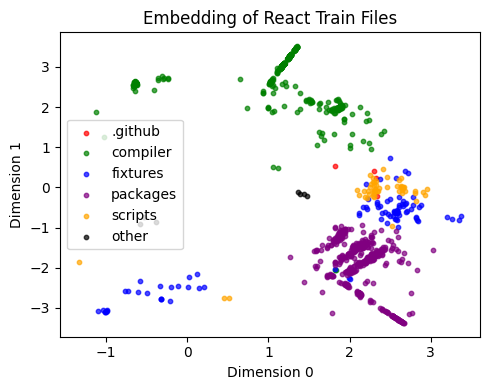 Embedding of React Train Files
Dimension 1
3
2
1
0
−1
−2
−3
.github
compiler
fixtures
packages
scripts
other
−1
0
1
2
3
Dimension 0